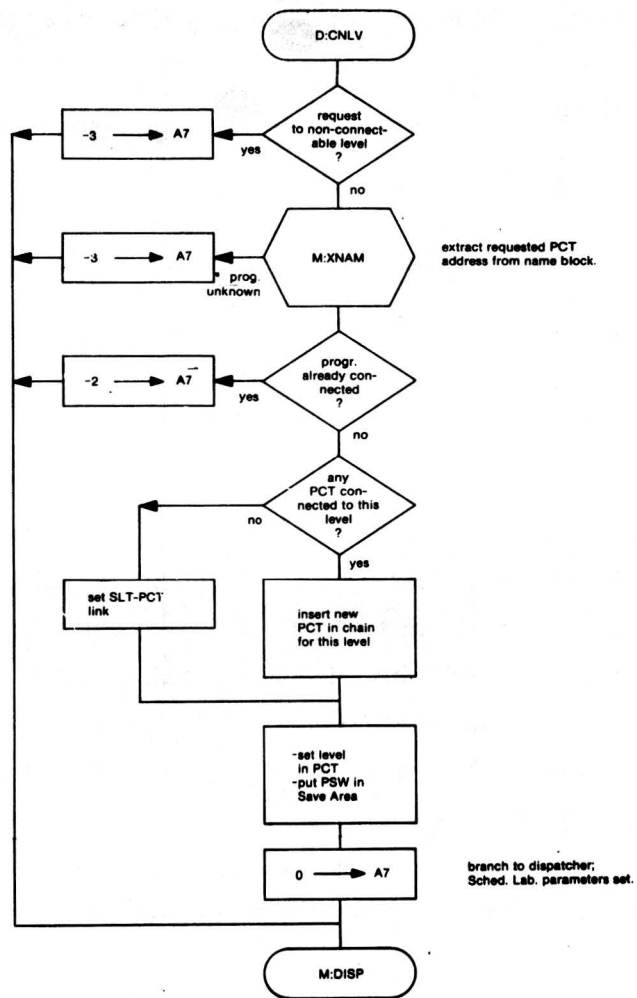 D:CNLV
request
to non-connect-
able level
?
yes
-3 → A7
no
M:XNAM
extract requested PCT
address from name block.
-3 → A7
prog.
unknown
progr.
already con-
nected
?
yes
-2 → A7
no
any
PCT con-
nected to this
level
?
no
yes
set SLT-PCT
link
insert new
PCT in chain
for this level
-set level
in PCT
-put PSW in
Save Area
0 → A7
branch to dispatcher;
Sched. Lab. parameters set.
M:DISP